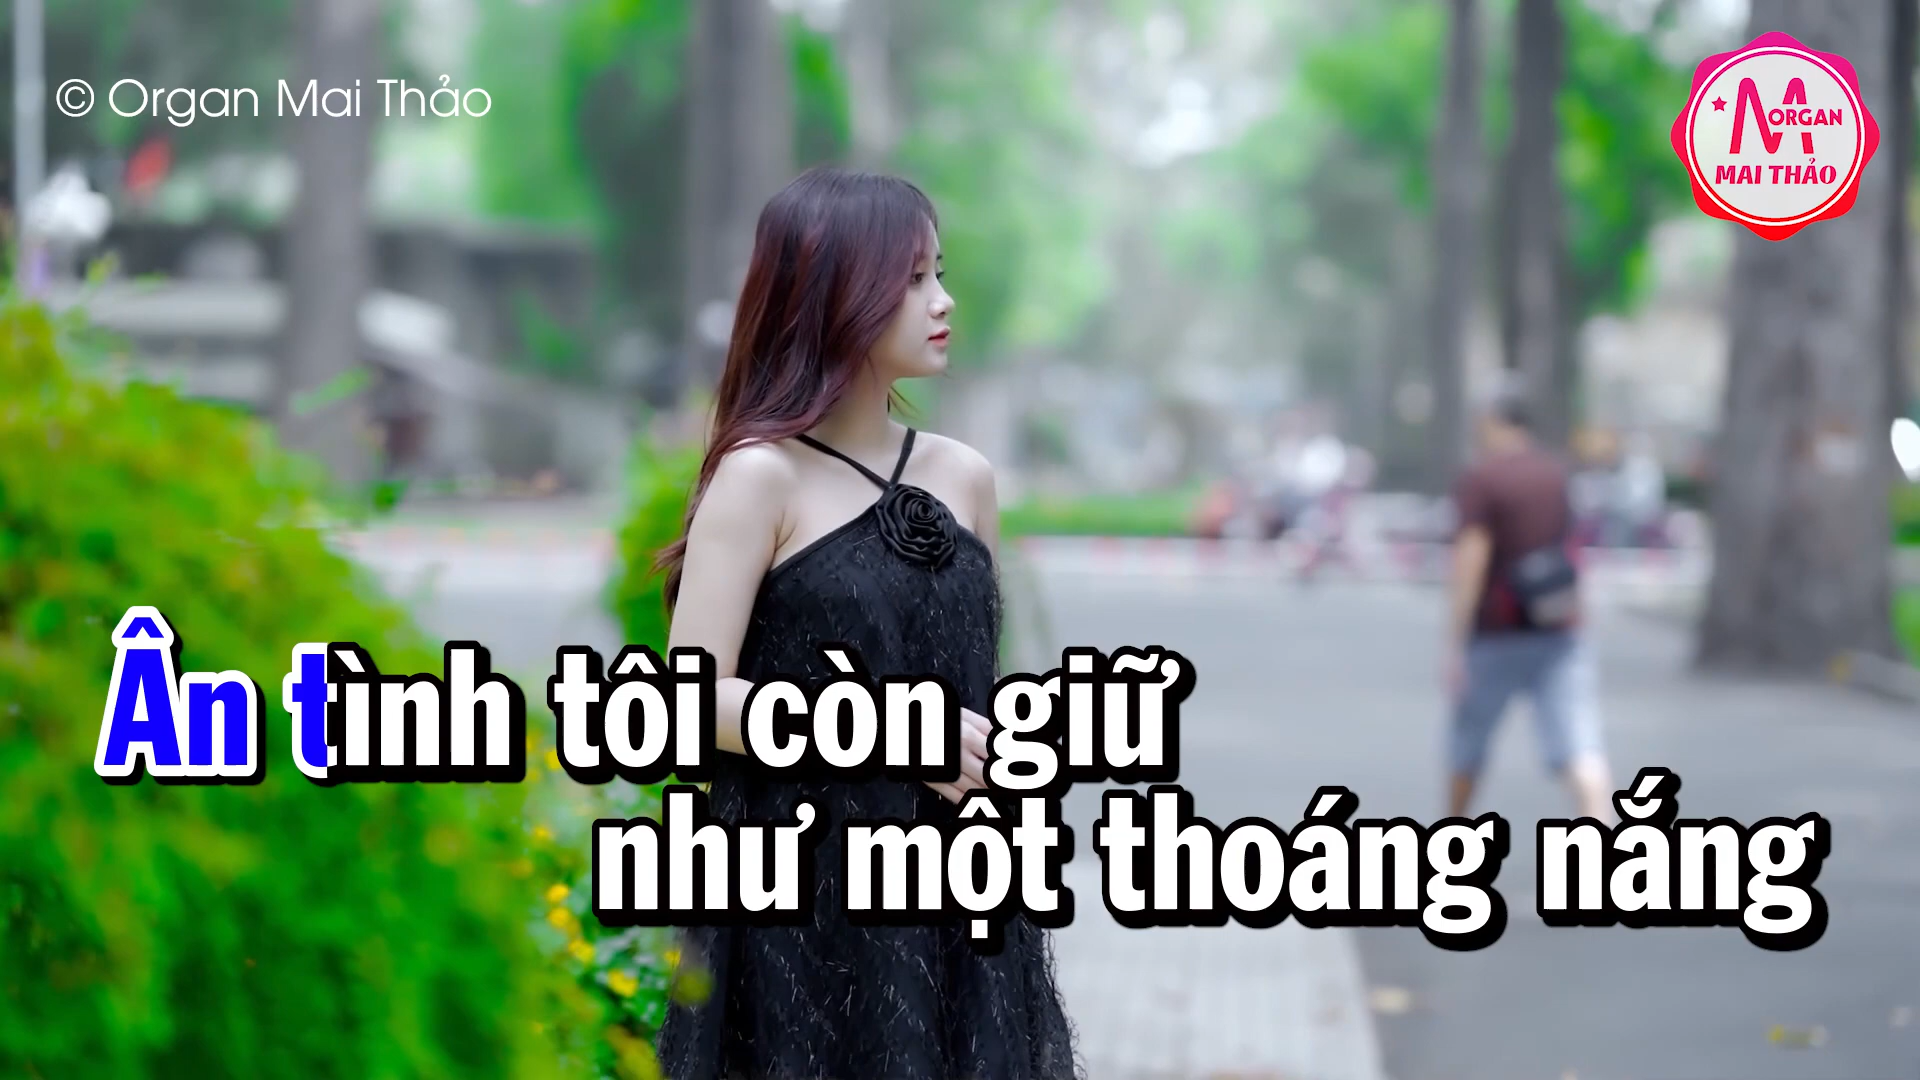 © Organ Mai Thảo
M ORGAN
MAI THẢO
Ân tình tôi còn giữ
như một thoáng nắng